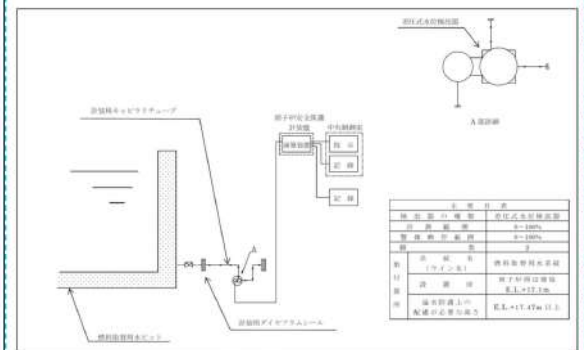 差圧式水位検出器
A部詳細
計装用キャピラリチューブ
原子炉安全保護
計装盤
中央制御室
演算装置
指示
記録
記録
A
計装用ダイヤフラムシール
燃料取替用水ピット
主要目表
検出器の種類 差圧式水位検出器
計測範囲 0~100%
警報動作範囲 0~100%
個数 2
取付箇所
系統名
(ライン名)
燃料取替用水系統
設置床
原子炉周辺建屋
E.L.+17.1m
溢水防護上の
配慮が必要な高さ
E.L.+17.47m 以上